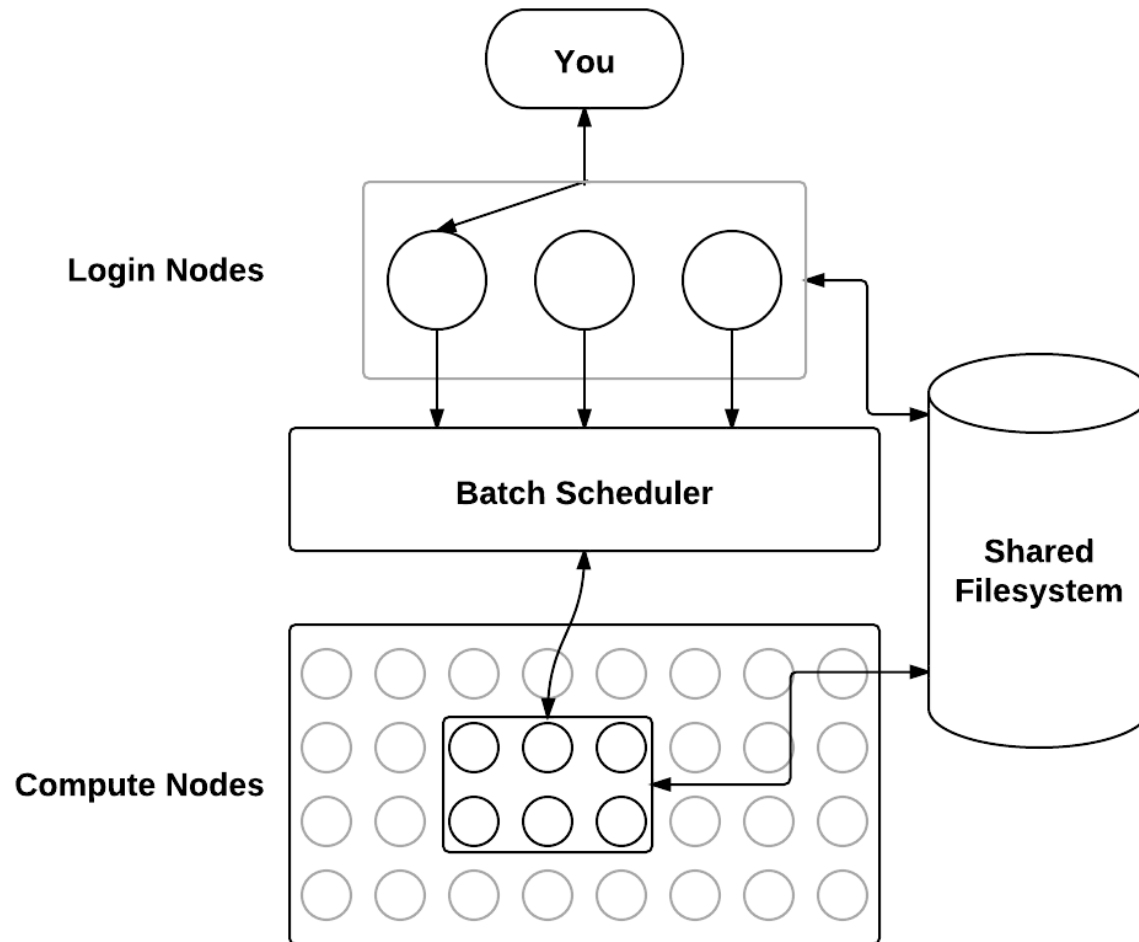 You
Login Nodes
Batch Scheduler
Shared
Filesystem
Compute Nodes